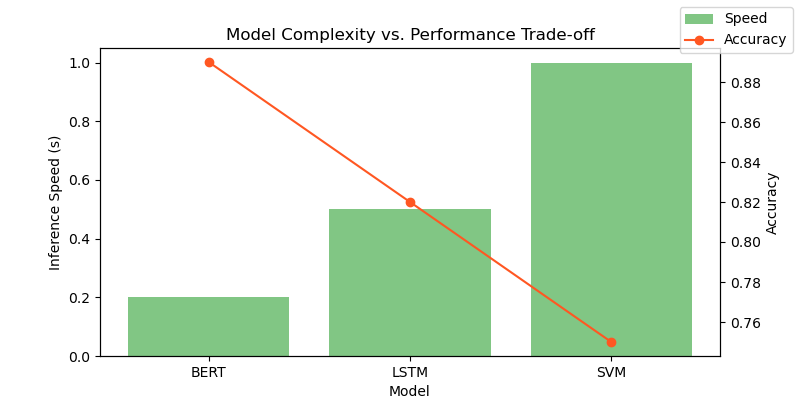 Model Complexity vs. Performance Trade-off
Speed
Accuracy
Inference Speed (s)
1.0
0.8
0.6
0.4
0.2
0.0
0.88
0.86
0.84
0.82
0.80
0.78
0.76
Accuracy
BERT
LSTM
SVM
Model